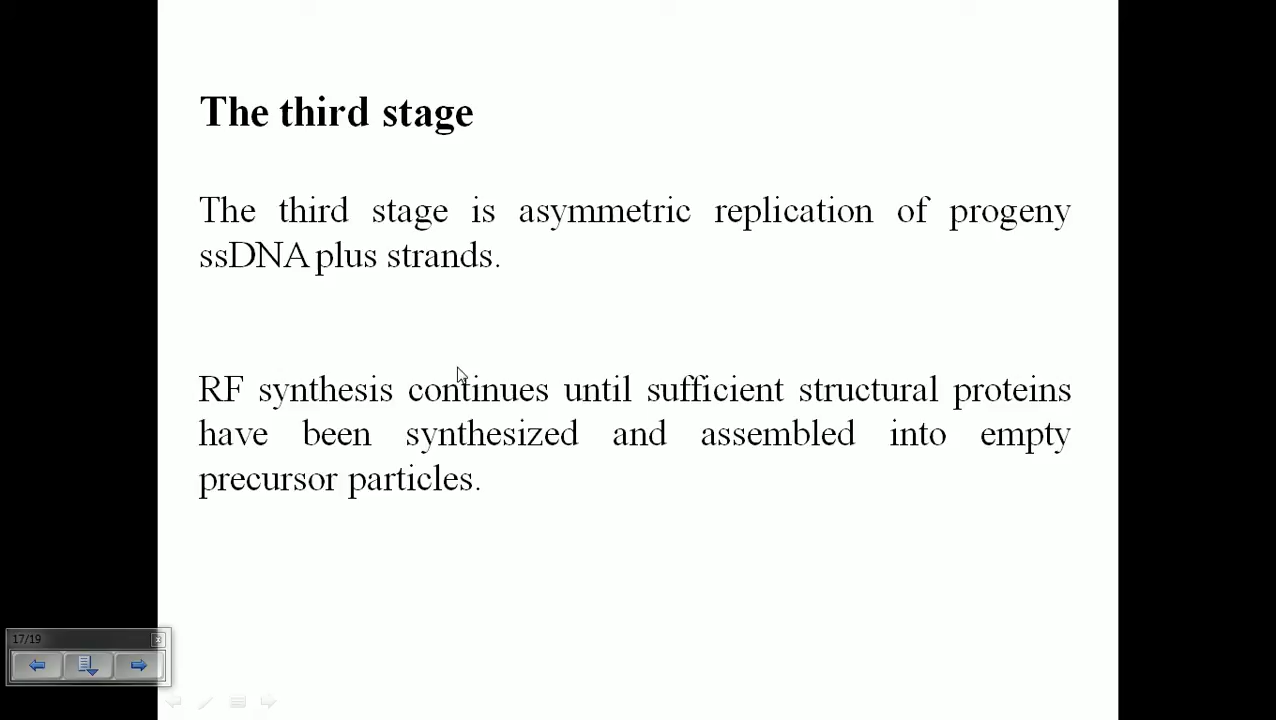 The third stage
The third stage is asymmetric replication of progeny
ssDNA plus strands.
RF synthesis continues until sufficient structural proteins
have been synthesized and assembled into empty
precursor particles.
17/19